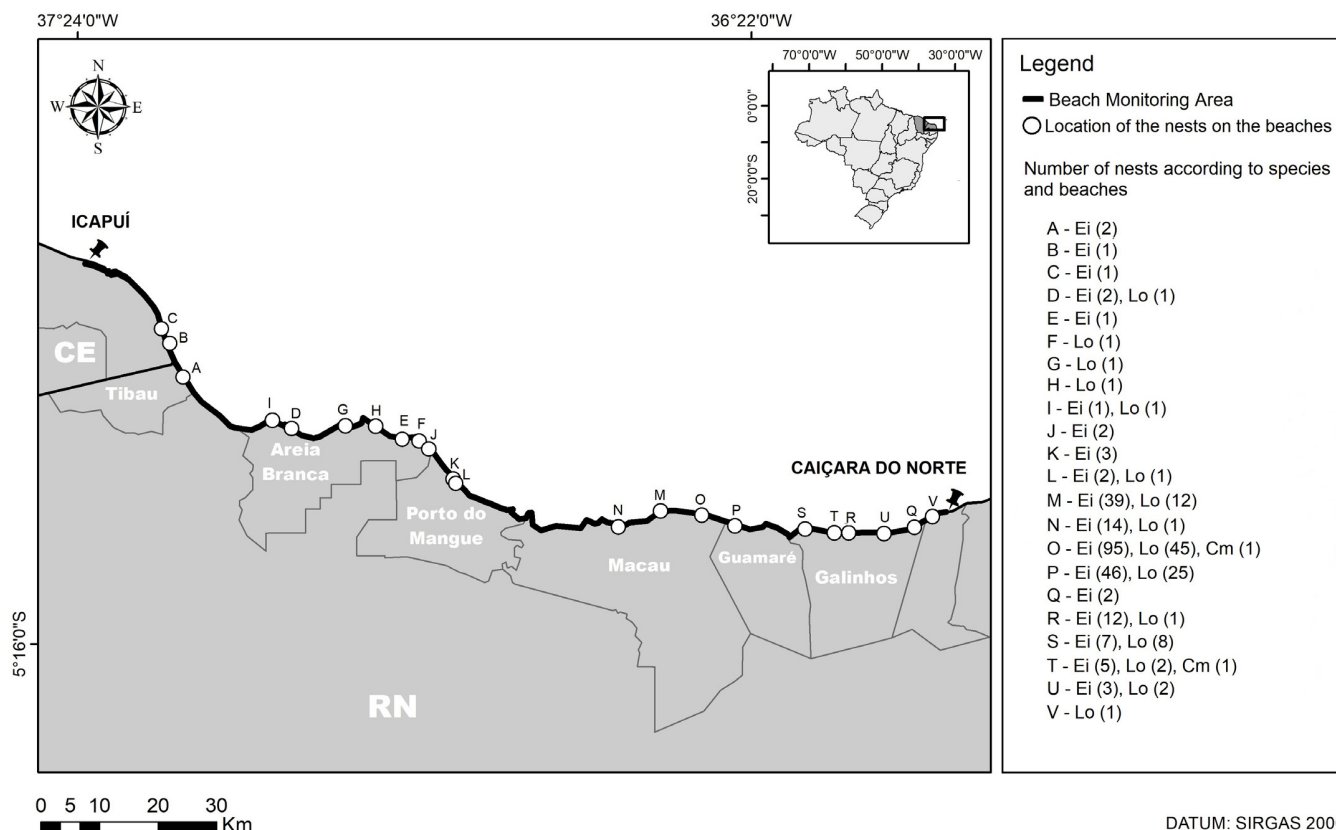 37°24'0"W
36°22'0"W
N
W
E
S
70°0'0"W
50°0'0"W
30°0'0"W
0°0'0"
20°0'0"S
ICAPUÍ
C
B
A
CE
Tibau
I
D
G
H
E
F
J
K
L
Areia
Branca
Porto do
Mangue
CAIÇARA DO NORTE
N
M
O
P
S
T
R
U
Q
V
Macau
Guamaré
Galinhos
5°16'0"S
RN
0 5 10 20 30
Km
Legend
Beach Monitoring Area
Location of the nests on the beaches
Number of nests according to species
and beaches
A - Ei (2)
B - Ei (1)
C - Ei (1)
D - Ei (2), Lo (1)
E - Ei (1)
F - Lo (1)
G - Lo (1)
H - Lo (1)
I - Ei (1), Lo (1)
J - Ei (2)
K - Ei (3)
L - Ei (2), Lo (1)
M - Ei (39), Lo (12)
N - Ei (14), Lo (1)
O - Ei (95), Lo (45), Cm (1)
P - Ei (46), Lo (25)
Q - Ei (2)
R - Ei (12), Lo (1)
S - Ei (7), Lo (8)
T - Ei (5), Lo (2), Cm (1)
U - Ei (3), Lo (2)
V - Lo (1)
DATUM: SIRGAS 200